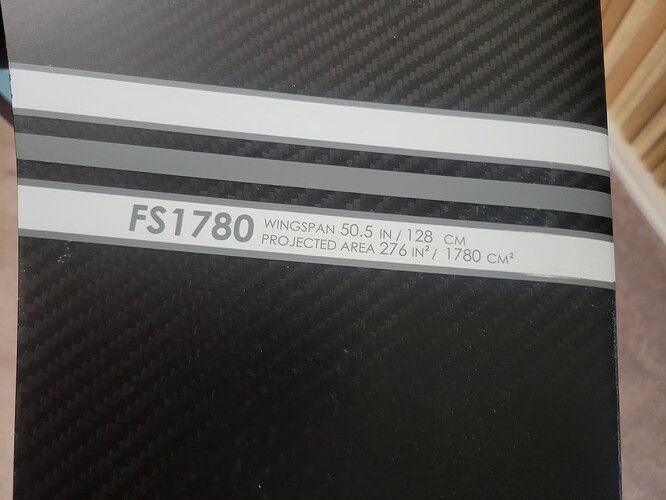 FS1780
WINGSPAN 50.5 IN / 128 CM
PROJECTED AREA 276 IN² / 1780 CM²